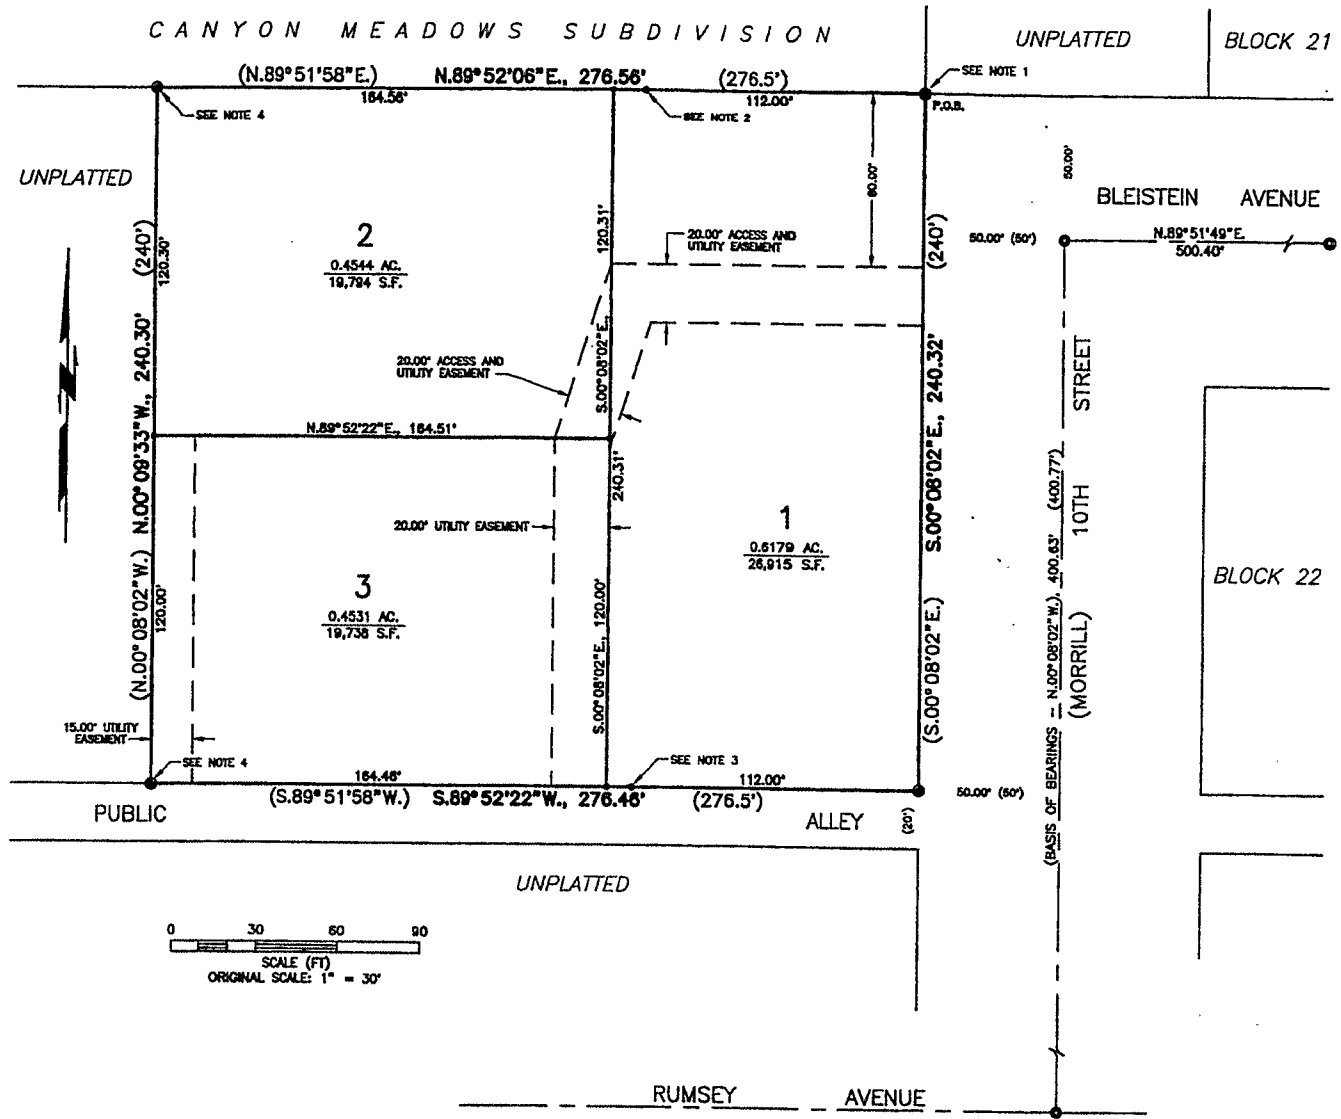 CANYON MEADOWS SUBDIVISION
UNPLATTED
BLOCK 21
(N.89°51'58"E.)
N.89°52'06"E., 276.56'
(276.5')
SEE NOTE 1
164.56'
112.00'
P.O.B.
SEE NOTE 4
SEE NOTE 2
UNPLATTED
50.00'
BLEISTEIN AVENUE
N.89°51'49"E.
500.40'
50.00' (50')
(240')
120.30'
2
0.4544 AC.
19,794 S.F.
120.31'
20.00' ACCESS AND
UTILITY EASEMENT
(240')
N.00°09'33"W., 240.30'
20.00' ACCESS AND
UTILITY EASEMENT
S.00°08'02"E.,
S.00°08'02"E., 240.32'
10TH STREET
(MORRILL)
N.89°52'22"E., 164.51'
240.31'
1
0.6179 AC.
26,915 S.F.
20.00' UTILITY EASEMENT
3
0.4531 AC.
19,738 S.F.
BLOCK 22
(N.00°08'02"W.)
120.00'
S.00°08'02"E., 120.00'
(S.00°08'02"E.)
(BASIS OF BEARINGS - N.00°08'02"W.), 400.63' (400.77')
15.00' UTILITY
EASEMENT
SEE NOTE 4
SEE NOTE 3
164.46'
112.00'
(S.89°51'58"W.)
S.89°52'22"W., 276.46'
(276.5')
50.00' (50')
PUBLIC ALLEY
(20')
UNPLATTED
0 30 60 90
SCALE (FT)
ORIGINAL SCALE: 1" = 30'
RUMSEY AVENUE